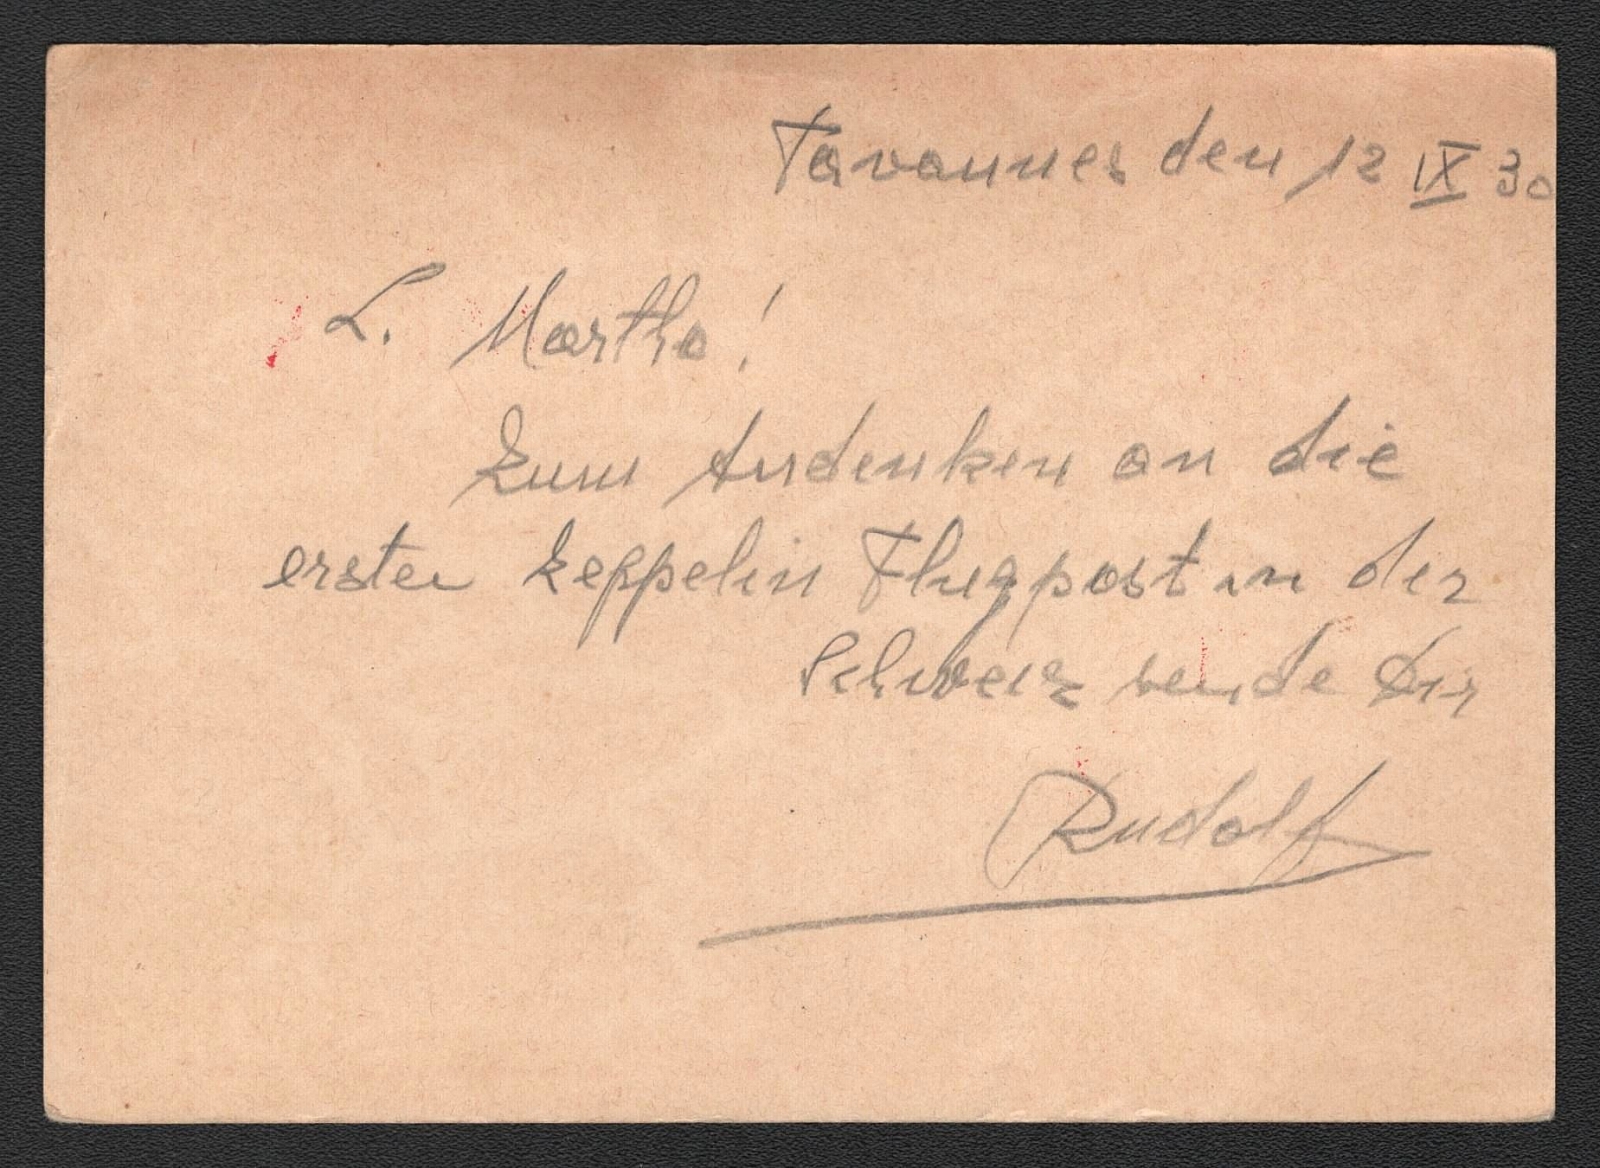 Tavannes den 12 IX 30
L. Martha!
Zum Andenken an die
ersten Zeppelin Flugpost in der
Schweiz sende Dir
Rudolf